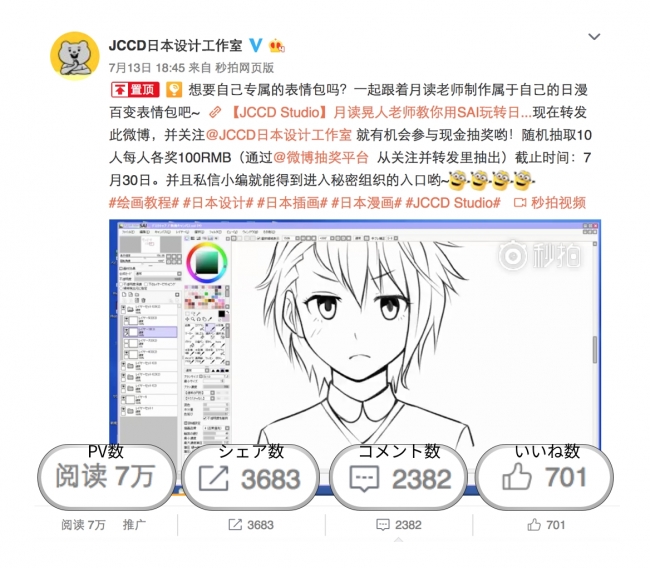 JCCD日本设计工作室
7月13日 18:45 来自 秒拍网页版
置顶 想要自己专属的表情包吗？一起跟着月读老师制作属于自己的日漫
百变表情包吧~ 【JCCD Studio】月读晃人老师教你用SAI玩转日...现在转发
此微博，并关注@JCCD日本设计工作室 就有机会参与现金抽奖哟！随机抽取10
人每人各奖100RMB（通过@微博抽奖平台 从关注并转发里抽出）截止时间：7
月30日。并且私信小编就能得到进入秘密组织的入口哟~
#绘画教程# #日本设计# #日本插画# #日本漫画# #JCCD Studio# 秒拍视频
秒拍
PV数 シェア数 コメント数 いいね数
阅读 7万 3683 2382 701
阅读 7万 推广 3683 2382 701